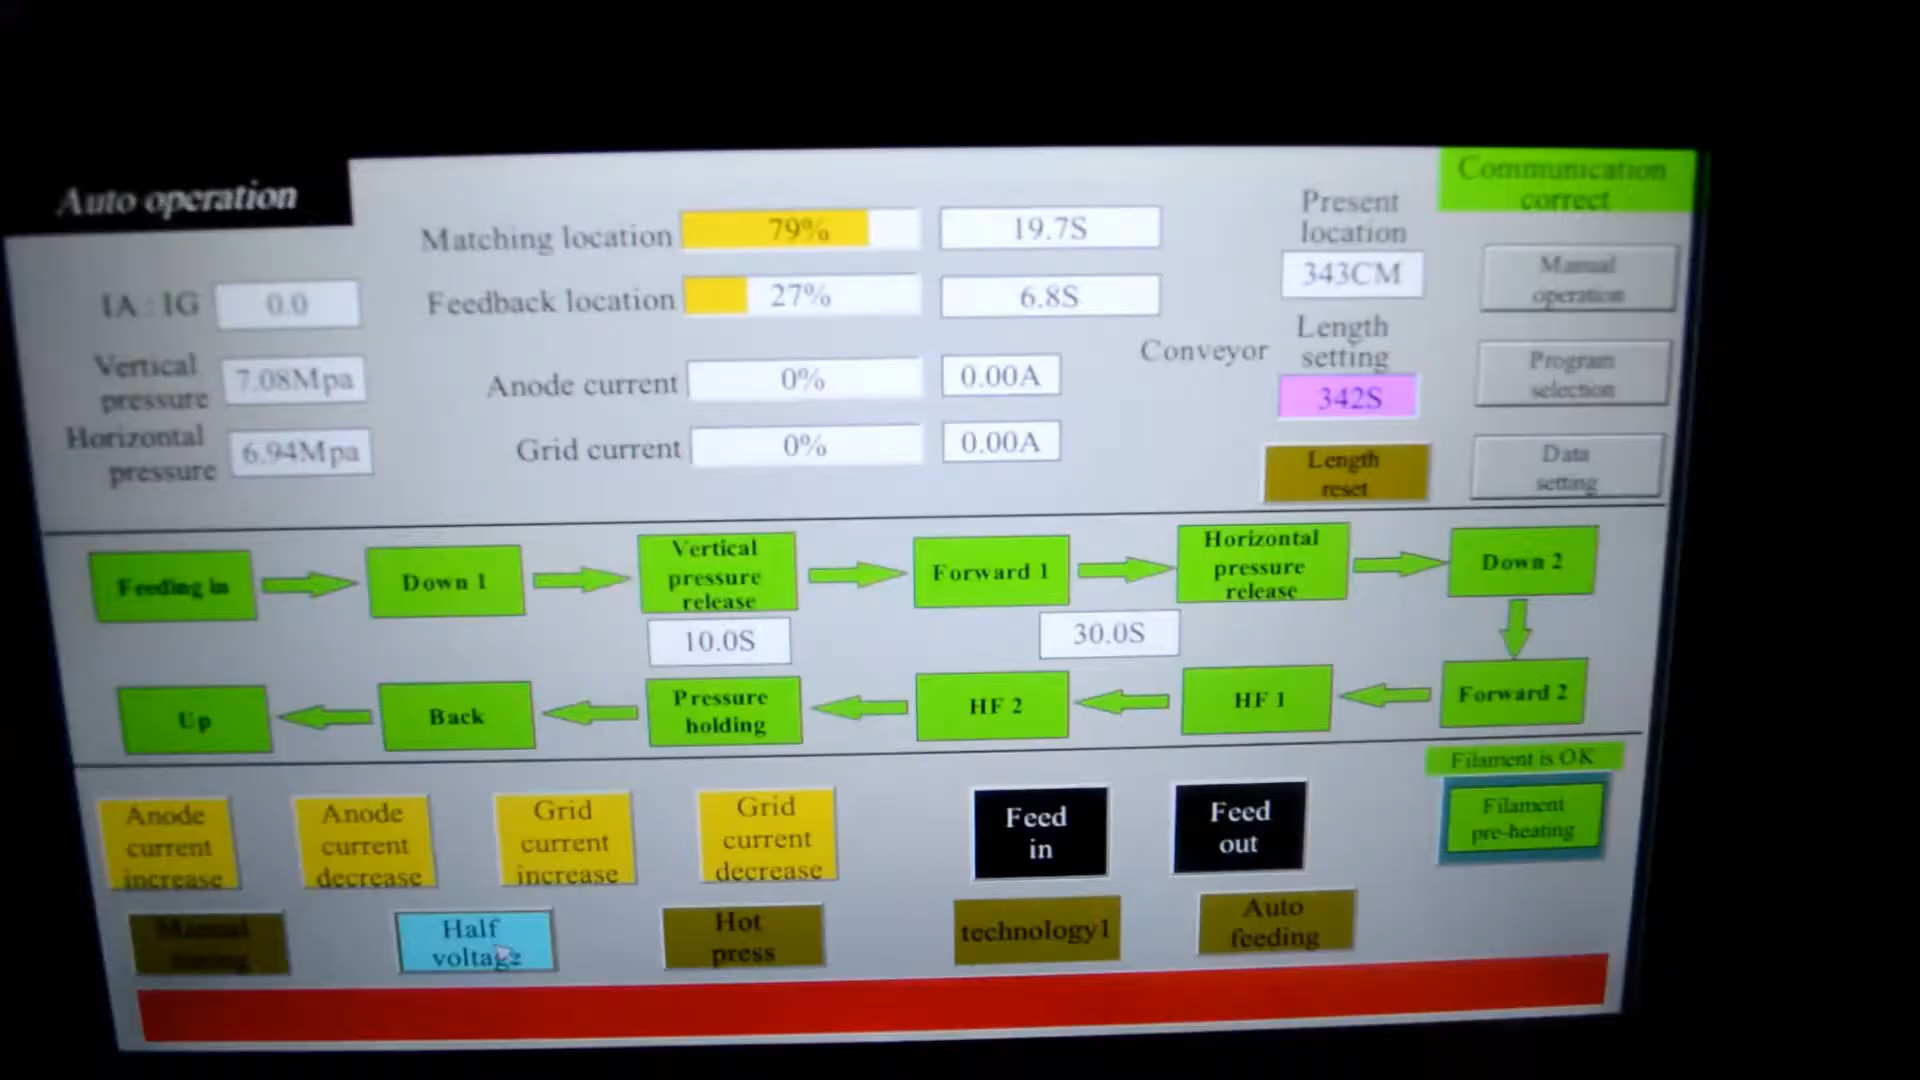 Auto operation
Communication
correct
Matching location 79% 19.7S
Present
location
343CM
Manual
operation
IA : IG 0.0
Feedback location 27% 6.8S
Vertical
pressure
7.08Mpa
Anode current 0% 0.00A
Conveyor
Length
setting
342S
Program
selection
Horizontal
pressure
6.94Mpa
Grid current 0% 0.00A
Length
reset
Data
setting
Feeding in
Down 1
Vertical
pressure
release
Forward 1
Horizontal
pressure
release
Down 2
10.0S
30.0S
Up
Back
Pressure
holding
HF 2
HF 1
Forward 2
Filament is OK
Anode
current
increase
Anode
current
decrease
Grid
current
increase
Grid
current
decrease
Feed
in
Feed
out
Filament
pre-heating
Manual
Half
voltage
Hot
press
technology1
Auto
feeding